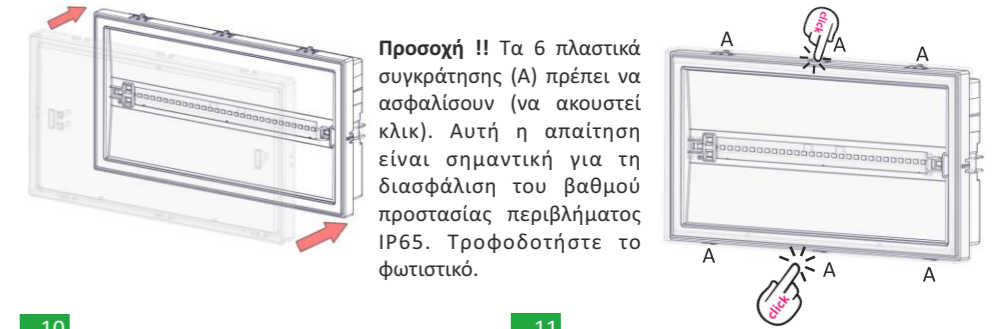 Προσοχή !! Τα 6 πλαστικά
συγκράτησης (Α) πρέπει να
ασφαλίσουν (να ακουστεί
κλικ). Αυτή η απαίτηση
είναι σημαντική για τη
διασφάλιση του βαθμού
προστασίας περιβλήματος
IP65. Τροφοδοτήστε το
φωτιστικό.
click
A
A
A
A
A
A
click
10
11